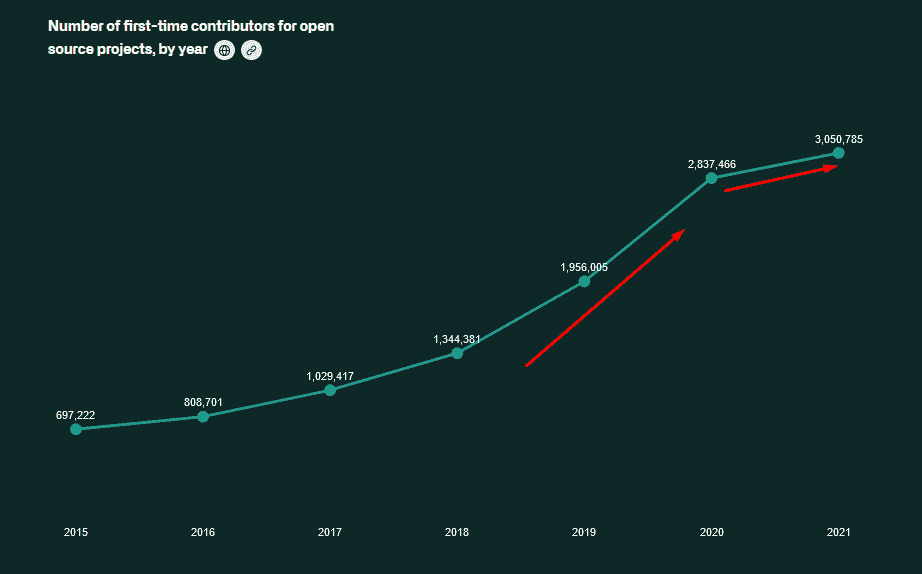 Number of first-time contributors for open
source projects, by year
3,050,785
2,837,466
1,956,005
1,344,381
1,029,417
808,701
697,222
2015 2016 2017 2018 2019 2020 2021